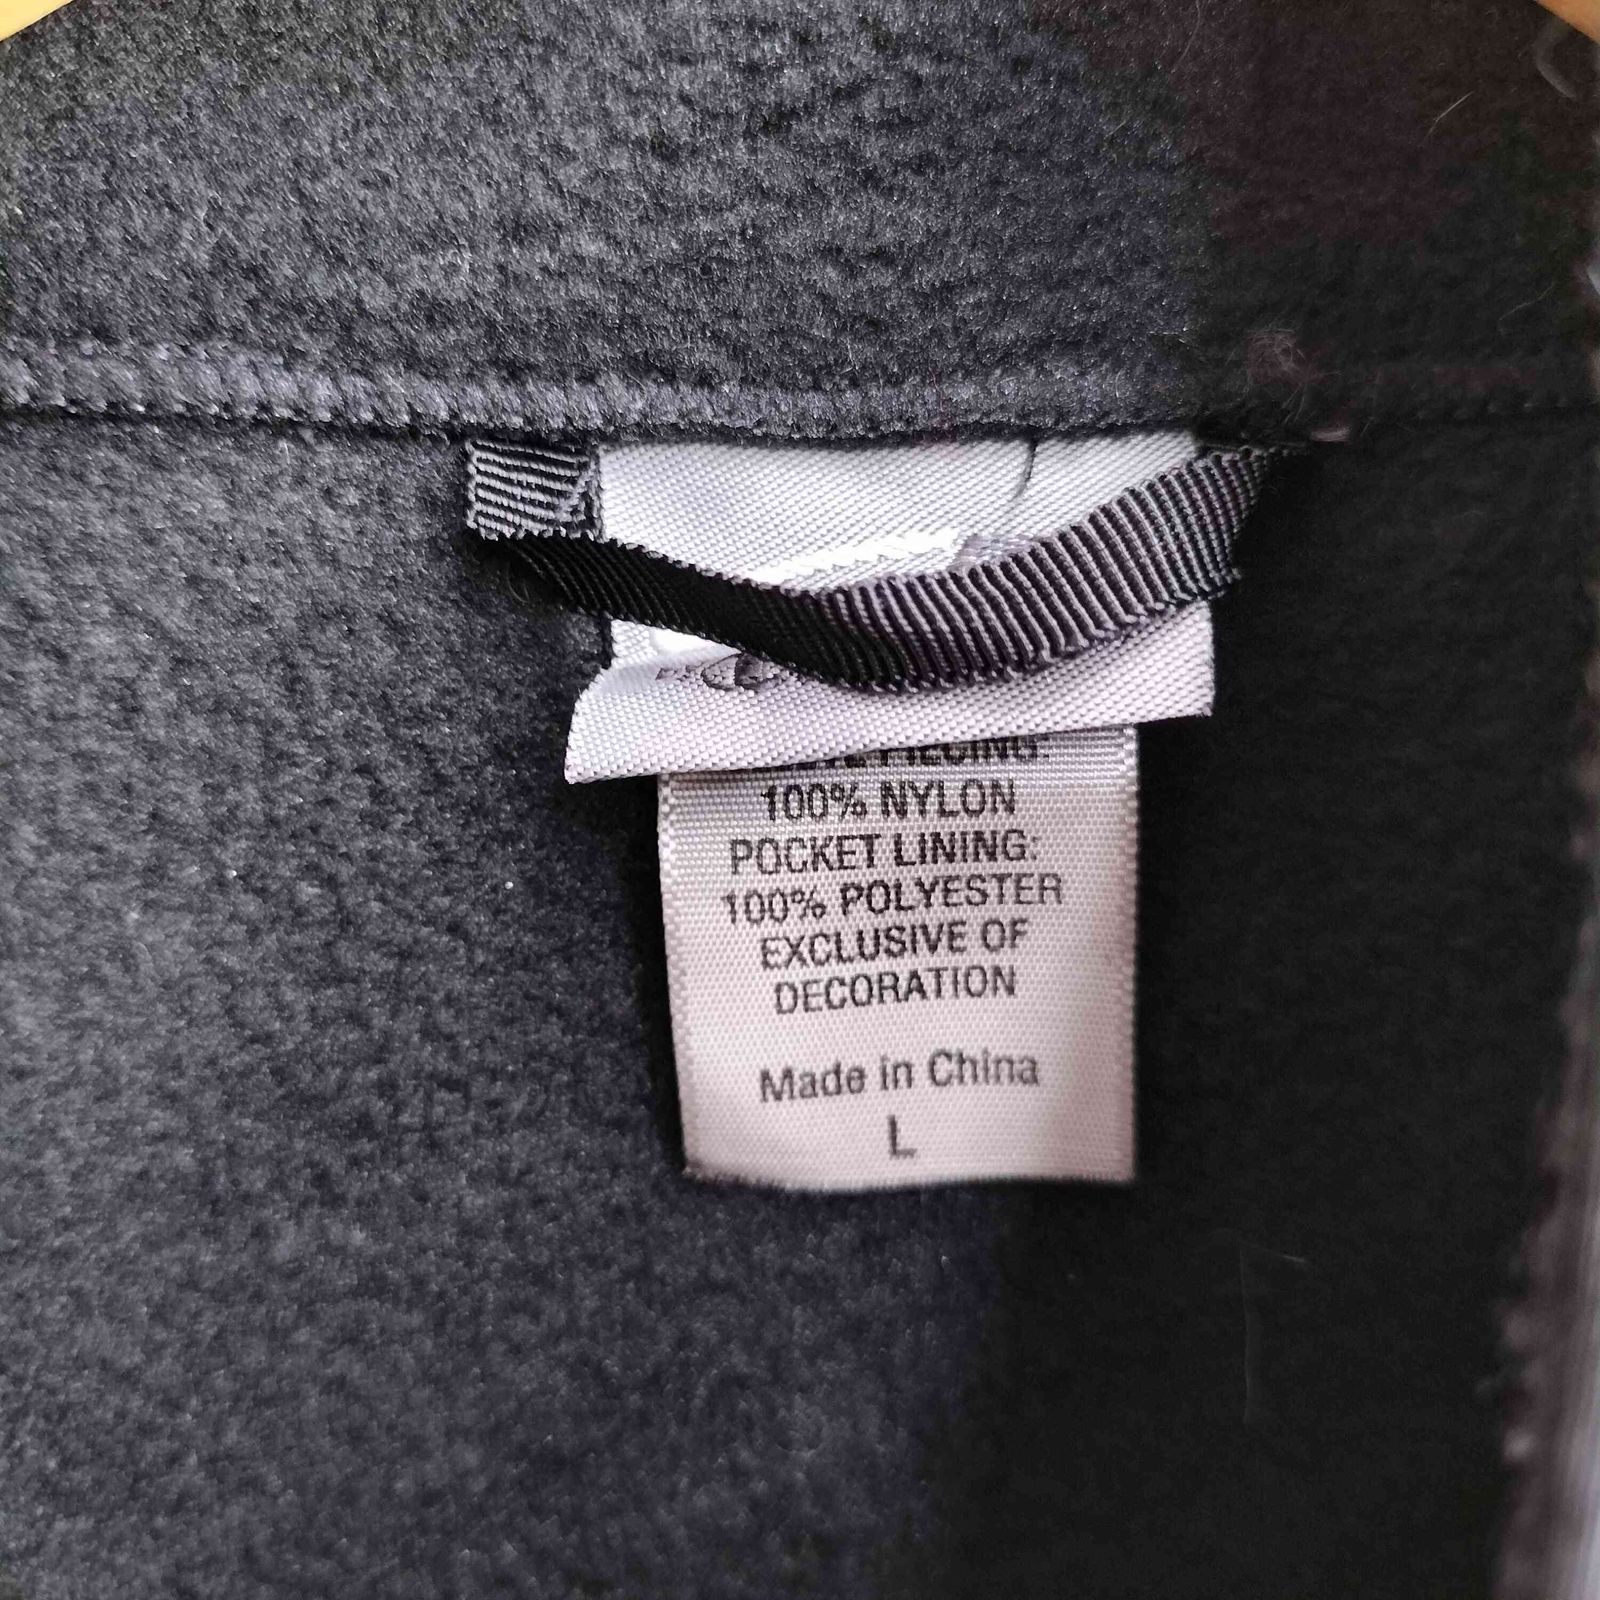 100% NYLON
POCKET LINING:
100% POLYESTER
EXCLUSIVE OF
DECORATION
Made in China
L